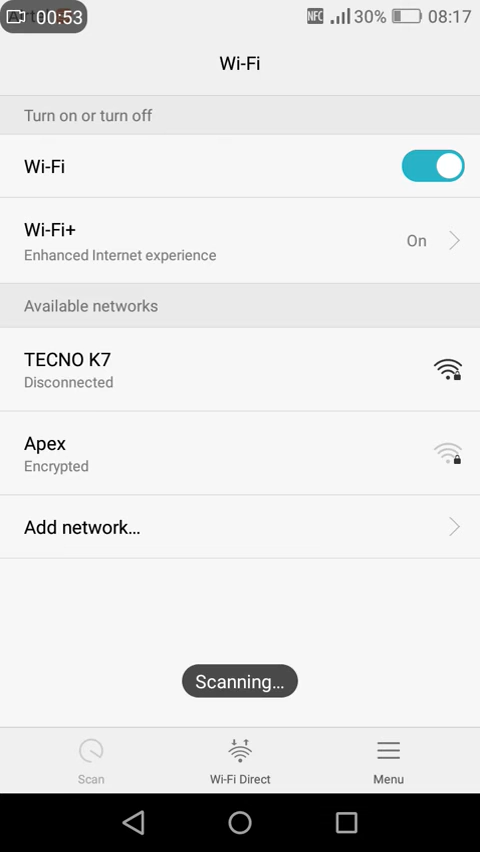 00:53
NFC 30% 08:17
Wi-Fi
Turn on or turn off
Wi-Fi
Wi-Fi+
Enhanced Internet experience
On
Available networks
TECNO K7
Disconnected
Apex
Encrypted
Add network...
Scanning...
Scan
Wi-Fi Direct
Menu